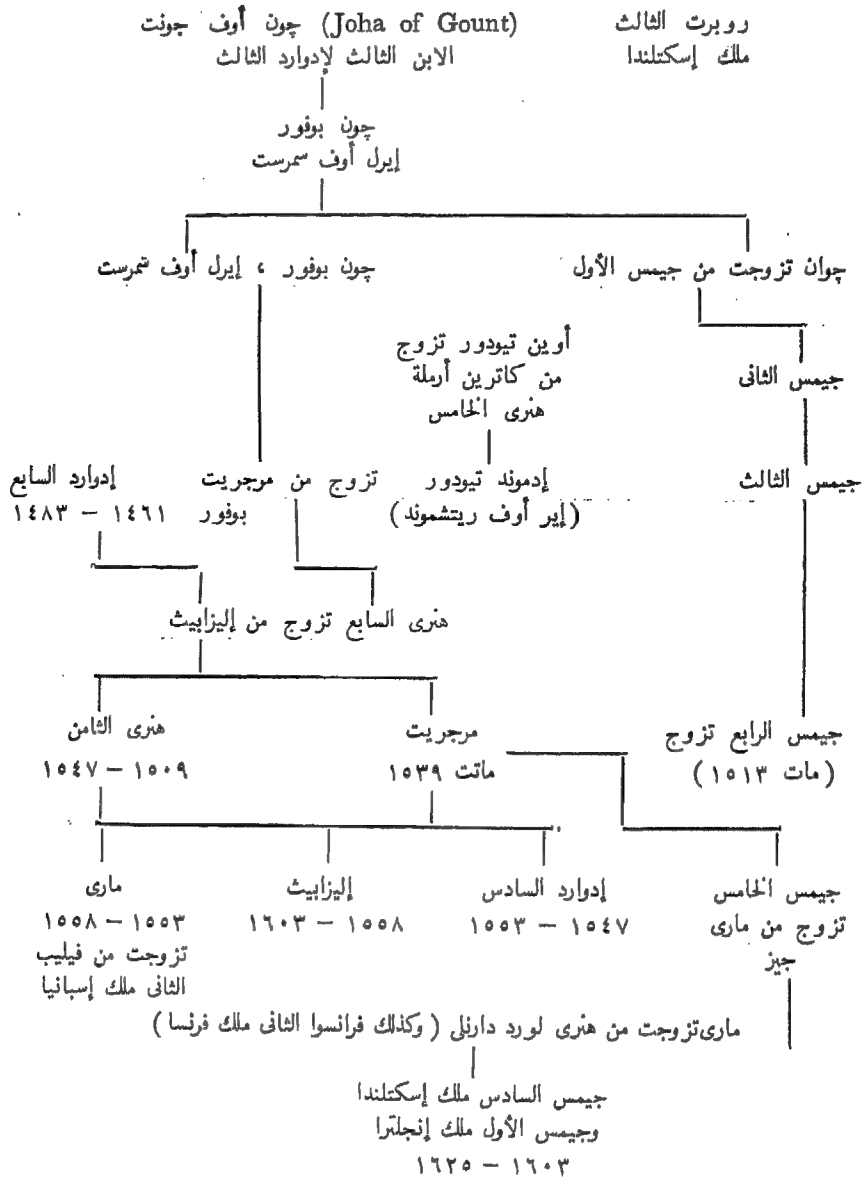 روبرت الثالث
ملك إسكتلندا
(Joha of Gount) چون أوف جونت
الابن الثالث لإدوارد الثالث
چون بوفور
إيرل أوف سمرست
چوان تزوجت من جيمس الأول
چون بوفور ، إيرل أوف سمرست
أوين تيودور تزوج
من كاترين أرملة
هنرى الخامس
جيمس الثانى
جيمس الثالث
إدموند تيودور
(إير أوف ريتشموند)
تزوج من مرجريت
بوفور
إدوارد السابع
١٤٦١ – ١٤٨٣
هنرى السابع تزوج من إليزابيث
جيمس الرابع تزوج
(مات ١٥١٣)
مرجريت
ماتت ١٥٣٩
هنرى الثامن
١٥٠٩ – ١٥٤٧
جيمس الخامس
تزوج من مارى
جيز
إدوارد السادس
١٥٤٧ – ١٥٥٣
إليزابيث
١٥٥٨ – ١٦٠٣
مارى
١٥٥٣ – ١٥٥٨
تزوجت من فيليب
الثانى ملك إسبانيا
مارى تزوجت من هنرى لورد دارنلى (وكذلك فرانسوا الثانى ملك فرنسا)
جيمس السادس ملك إسكتلندا
وجيمس الأول ملك إنجلترا
١٦٠٣ – ١٦٢٥